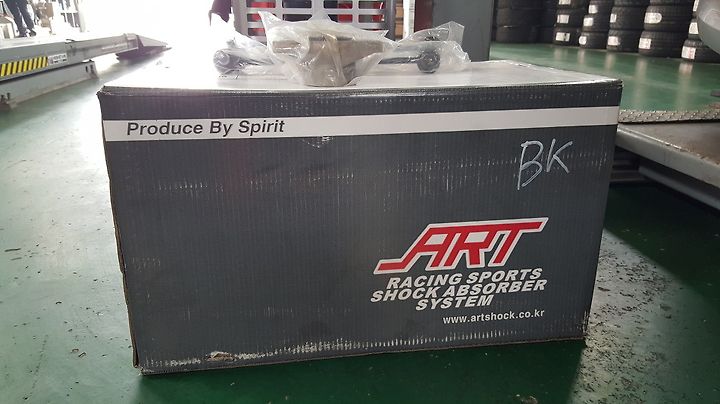 Produce By Spirit
BK
ART
RACING SPORTS
SHOCK ABSORBER
SYSTEM
www.artshock.co.kr